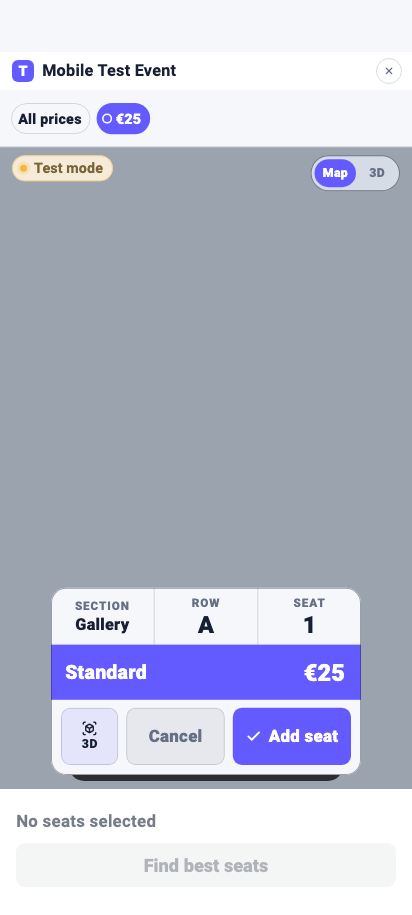 T Mobile Test Event
All prices €25
Test mode
Map 3D
SECTION ROW SEAT
Gallery A 1
Standard €25
3D Cancel Add seat
No seats selected
Find best seats